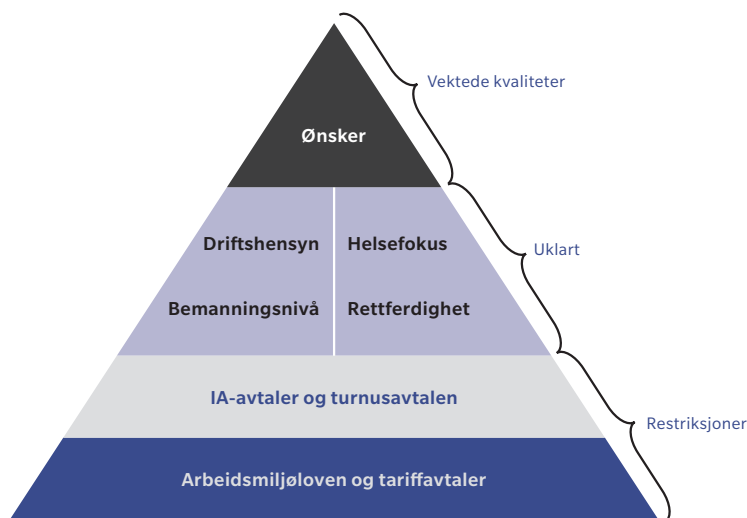 Vektede kvaliteter
Ønsker
Driftshensyn
Helsefokus
Uklart
Bemanningsnivå
Rettferdighet
IA-avtaler og turnusavtalen
Restriksjoner
Arbeidsmiljøloven og tariffavtaler